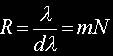 R = λ / dλ = mN